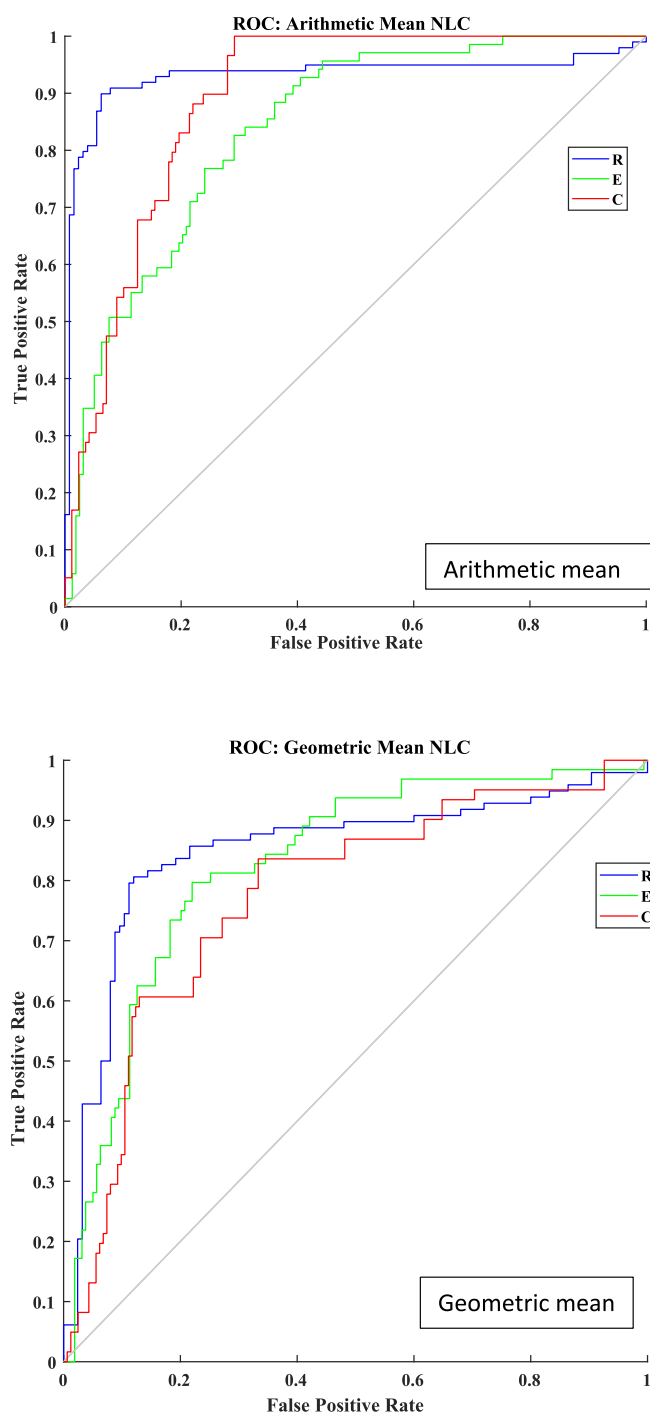 ROC: Arithmetic Mean NLC
1
0.9
0.8
0.7
0.6
0.5
0.4
0.3
0.2
0.1
0
True Positive Rate
R
E
C
Arithmetic mean
0 0.2 0.4 0.6 0.8 1
False Positive Rate
ROC: Geometric Mean NLC
1
0.9
0.8
0.7
0.6
0.5
0.4
0.3
0.2
0.1
0
True Positive Rate
R
E
C
Geometric mean
0 0.2 0.4 0.6 0.8 1
False Positive Rate